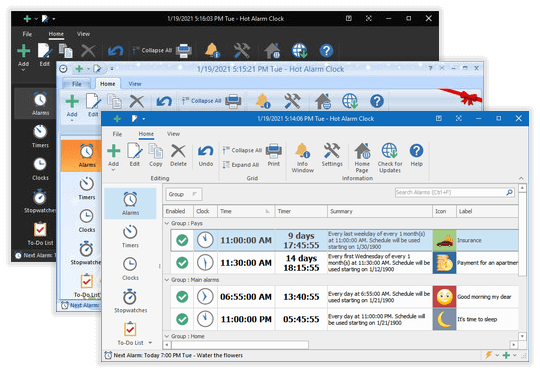 1/19/2021 5:16:03 PM Tue - Hot Alarm Clock
File Home View
Add Edit Collapse All
Alarms
Timers
Clocks
Stopwatches
To-Do List
Next Alarm:
1/19/2021 5:15:21 PM Tue - Hot Alarm Clock
File Home View
Add Edit Collapse All
Alarms
Timers
Clocks
Stopwatches
To-Do List
Next Alarm:
1/19/2021 5:14:06 PM Tue - Hot Alarm Clock
File Home View
Add Edit Copy Delete Undo Collapse All Expand All Print Info Window Settings Home Page Check for Updates Help
Editing Grid Information
Alarms
Timers
Clocks
Stopwatches
To-Do List
Group Search Alarms (Ctrl+F)
Enabled Clock Time Timer Summary Icon Label
Group : Pays
11:00:00 AM 9 days 17:45:55 Every last weekday of every 1 month(s) at 11:00:00 AM. Schedule will be used starting on 1/30/1900 Insurance
11:30:00 AM 14 days 18:15:55 Every first Wednesday of every 1 month(s) at 11:30:00 AM. Schedule will be used starting on 1/12/1900 Payment for an apartmen
Group : Main alarms
06:55:00 AM 13:40:55 Every day at 6:55:00 AM. Schedule will be used starting on 1/21/1900 Good morning my dear
11:00:00 PM 05:45:55 Every day at 11:00:00 PM. Schedule will be used starting on 1/21/1900 It's time to sleep
Group : Home
Next Alarm: Today 7:00 PM Tue - Water the flowers